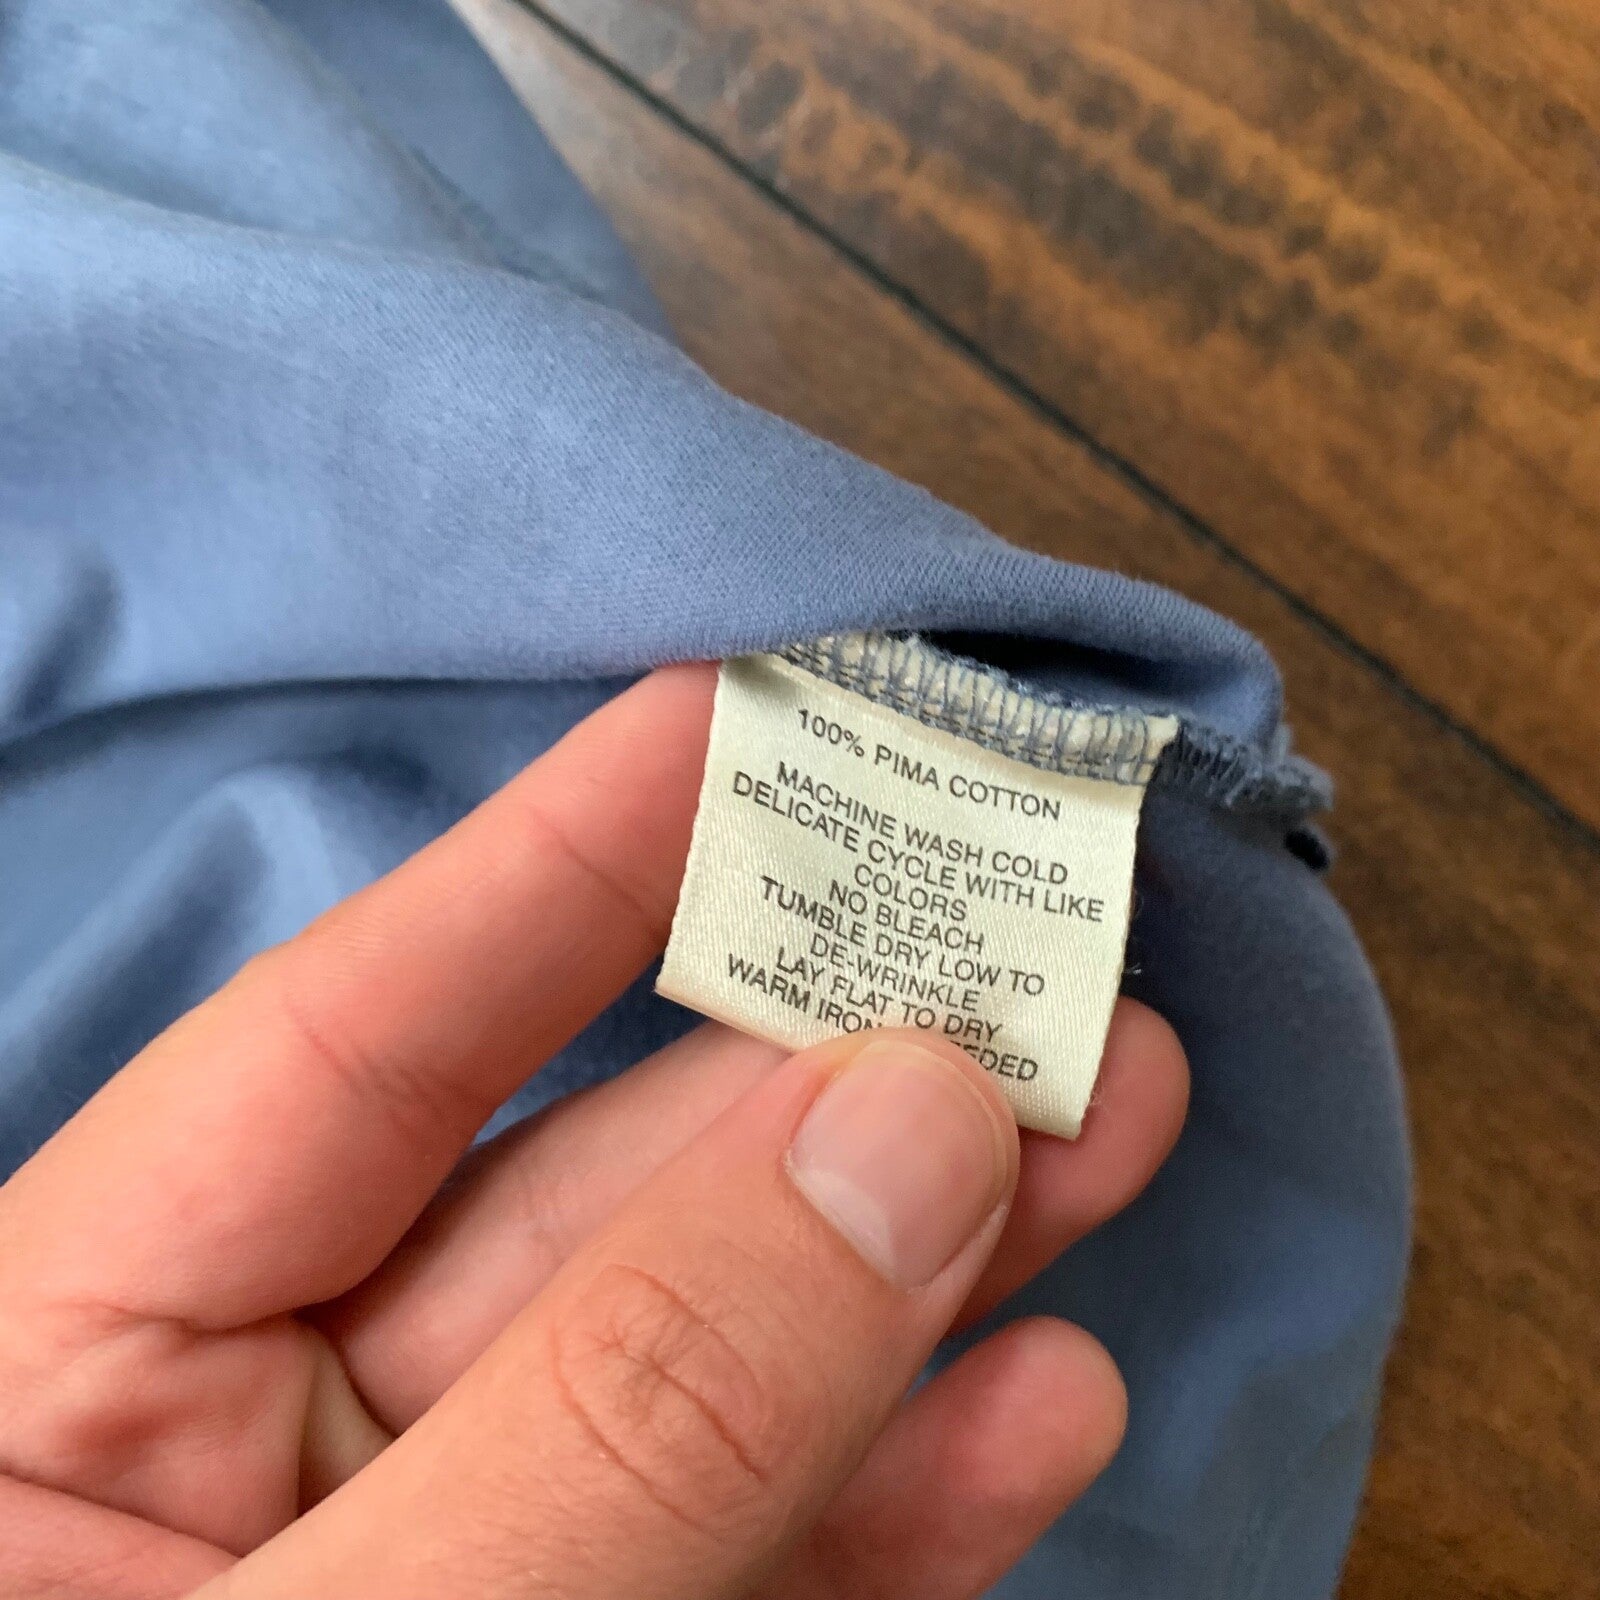 100% PIMA COTTON
MACHINE WASH COLD
DELICATE CYCLE WITH LIKE
COLORS
NO BLEACH
TUMBLE DRY LOW TO
DE-WRINKLE
LAY FLAT TO DRY
WARM IRON